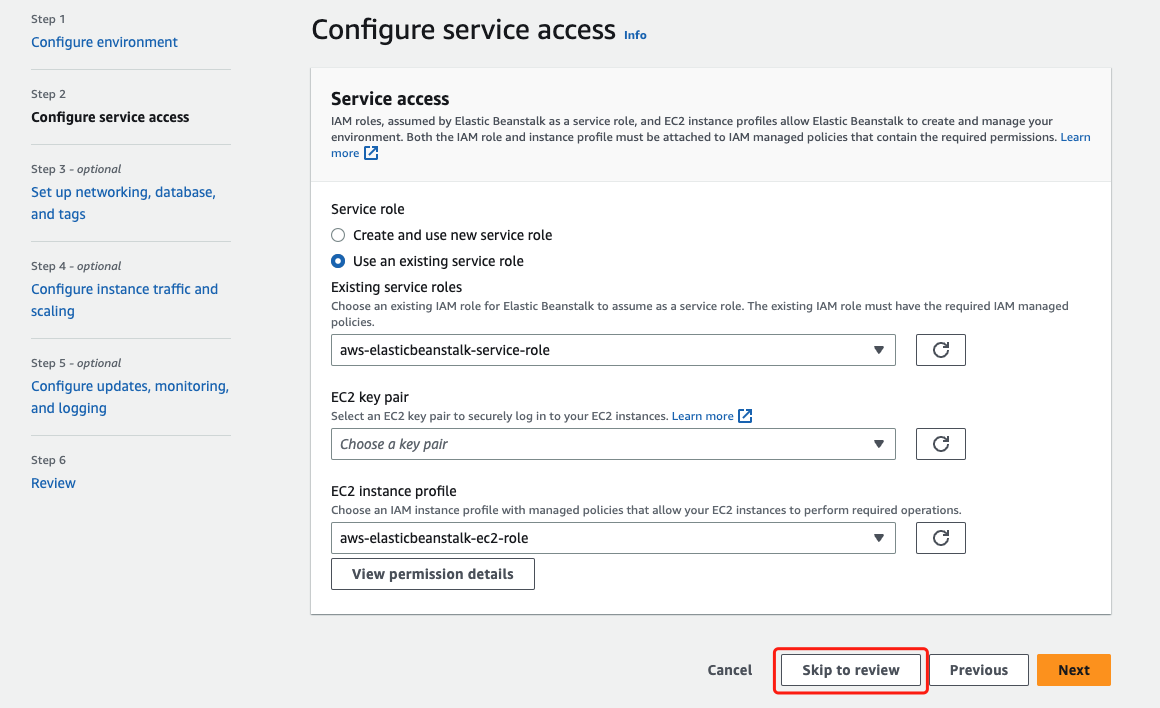 Step 1
Configure environment
Step 2
Configure service access
Step 3 - optional
Set up networking, database,
and tags
Step 4 - optional
Configure instance traffic and
scaling
Step 5 - optional
Configure updates, monitoring,
and logging
Step 6
Review
Configure service access Info
Service access
IAM roles, assumed by Elastic Beanstalk as a service role, and EC2 instance profiles allow Elastic Beanstalk to create and manage your
environment. Both the IAM role and instance profile must be attached to IAM managed policies that contain the required permissions. Learn
more
Service role
Create and use new service role
Use an existing service role
Existing service roles
Choose an existing IAM role for Elastic Beanstalk to assume as a service role. The existing IAM role must have the required IAM managed
policies.
aws-elasticbeanstalk-service-role
EC2 key pair
Select an EC2 key pair to securely log in to your EC2 instances. Learn more
Choose a key pair
EC2 instance profile
Choose an IAM instance profile with managed policies that allow your EC2 instances to perform required operations.
aws-elasticbeanstalk-ec2-role
View permission details
Cancel Skip to review Previous Next